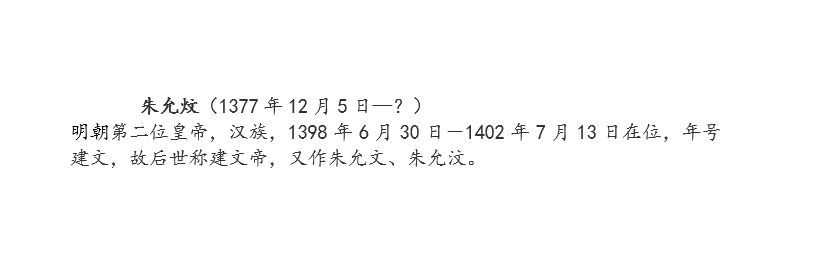 朱允炆（1377 年 12 月 5 日—? ）
明朝第二位皇帝，汉族，1398 年 6 月 30 日－1402 年 7 月 13 日在位，年号
建文，故后世称建文帝，又作朱允文、朱允汶。